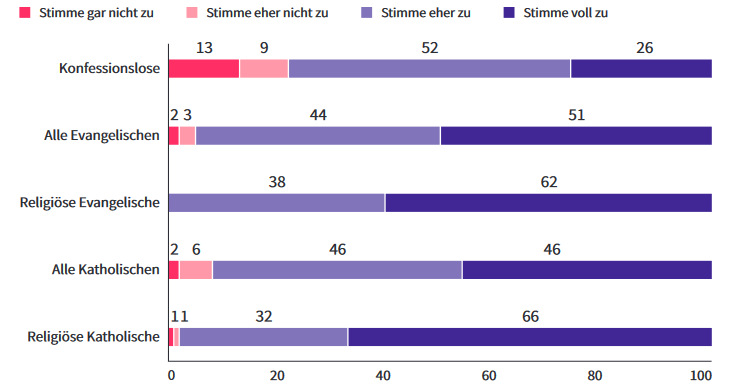 Stimme gar nicht zu Stimme eher nicht zu Stimme eher zu Stimme voll zu
13 9 52 26
Konfessionslose
2 3 44 51
Alle Evangelischen
38 62
Religiöse Evangelische
2 6 46 46
Alle Katholischen
1 1 32 66
Religiöse Katholische
0 20 40 60 80 100